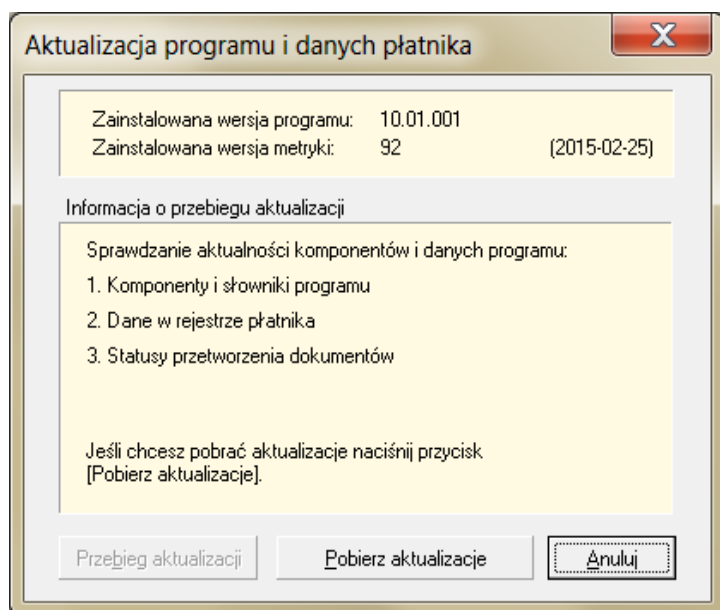 Aktualizacja programu i danych płatnika
Zainstalowana wersja programu: 10.01.001
Zainstalowana wersja metryki: 92 (2015-02-25)
Informacja o przebiegu aktualizacji
Sprawdzanie aktualności komponentów i danych programu:
1. Komponenty i słowniki programu
2. Dane w rejestrze płatnika
3. Statusy przetworzenia dokumentów
Jeśli chcesz pobrać aktualizacje naciśnij przycisk
[Pobierz aktualizacje].
Przebieg aktualizacji Pobierz aktualizacje Anuluj